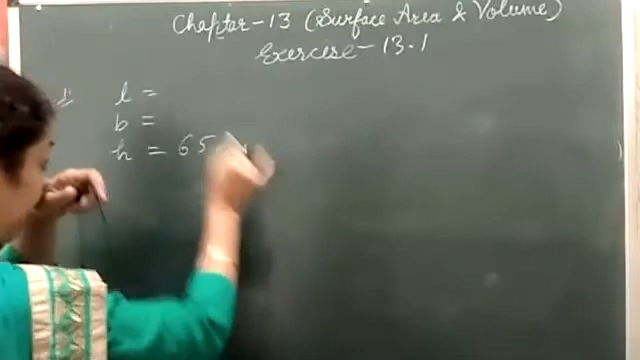 Chapter-13 (Surface Area & Volume)
Exercise-13.1
l =
b =
h = 65